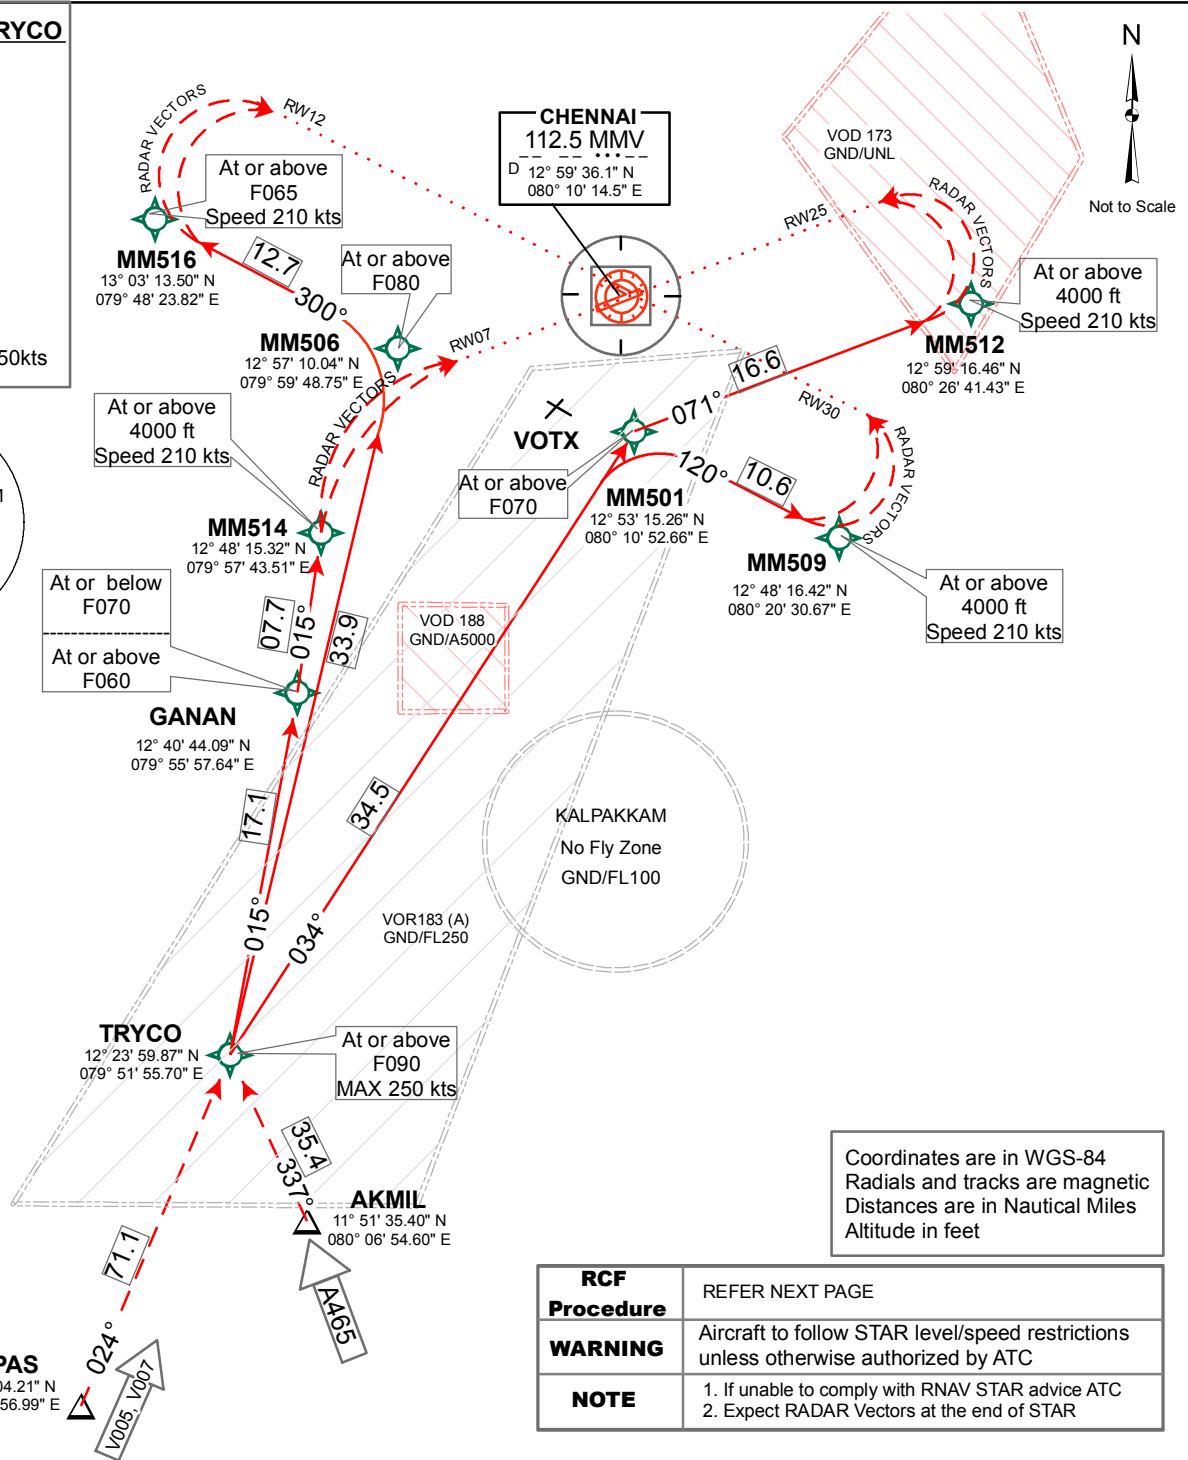 RYCO
50kts
RADAR VECTORS
RW12
At or above
F065
Speed 210 kts
MM516
13° 03' 13.50" N
079° 48' 23.82" E
12.7
300°
CHENNAI
112.5 MMV
D 12° 59' 36.1" N
080° 10' 14.5" E
VOD 173
GND/UNL
N
Not to Scale
RW25
RADAR VECTORS
At or above
4000 ft
Speed 210 kts
MM512
12° 59' 16.46" N
080° 26' 41.43" E
At or above
F080
MM506
12° 57' 10.04" N
079° 59' 48.75" E
RW07
RADAR VECTORS
At or above
4000 ft
Speed 210 kts
MM514
12° 48' 15.32" N
079° 57' 43.51" E
VOTX
16.6
071°
RW30
At or above
F070
MM501
12° 53' 15.26" N
080° 10' 52.66" E
120°
10.6
RADAR VECTORS
MM509
12° 48' 16.42" N
080° 20' 30.67" E
At or above
4000 ft
Speed 210 kts
At or below
F070
At or above
F060
07.7
015°
33.9
VOD 188
GND/A5000
GANAN
12° 40' 44.09" N
079° 55' 57.64" E
17.1
34.5
KALPAKKAM
No Fly Zone
GND/FL100
015°
034°
VOR183 (A)
GND/FL250
TRYCO
12° 23' 59.87" N
079° 51' 55.70" E
At or above
F090
MAX 250 kts
35.4
337°
AKMIL
11° 51' 35.40" N
080° 06' 54.60" E
A465
71.1
024°
PAS
04.21" N
56.99" E
V005, V007
Coordinates are in WGS-84
Radials and tracks are magnetic
Distances are in Nautical Miles
Altitude in feet
RCF Procedure
REFER NEXT PAGE
WARNING
Aircraft to follow STAR level/speed restrictions
unless otherwise authorized by ATC
NOTE
1. If unable to comply with RNAV STAR advice ATC
2. Expect RADAR Vectors at the end of STAR